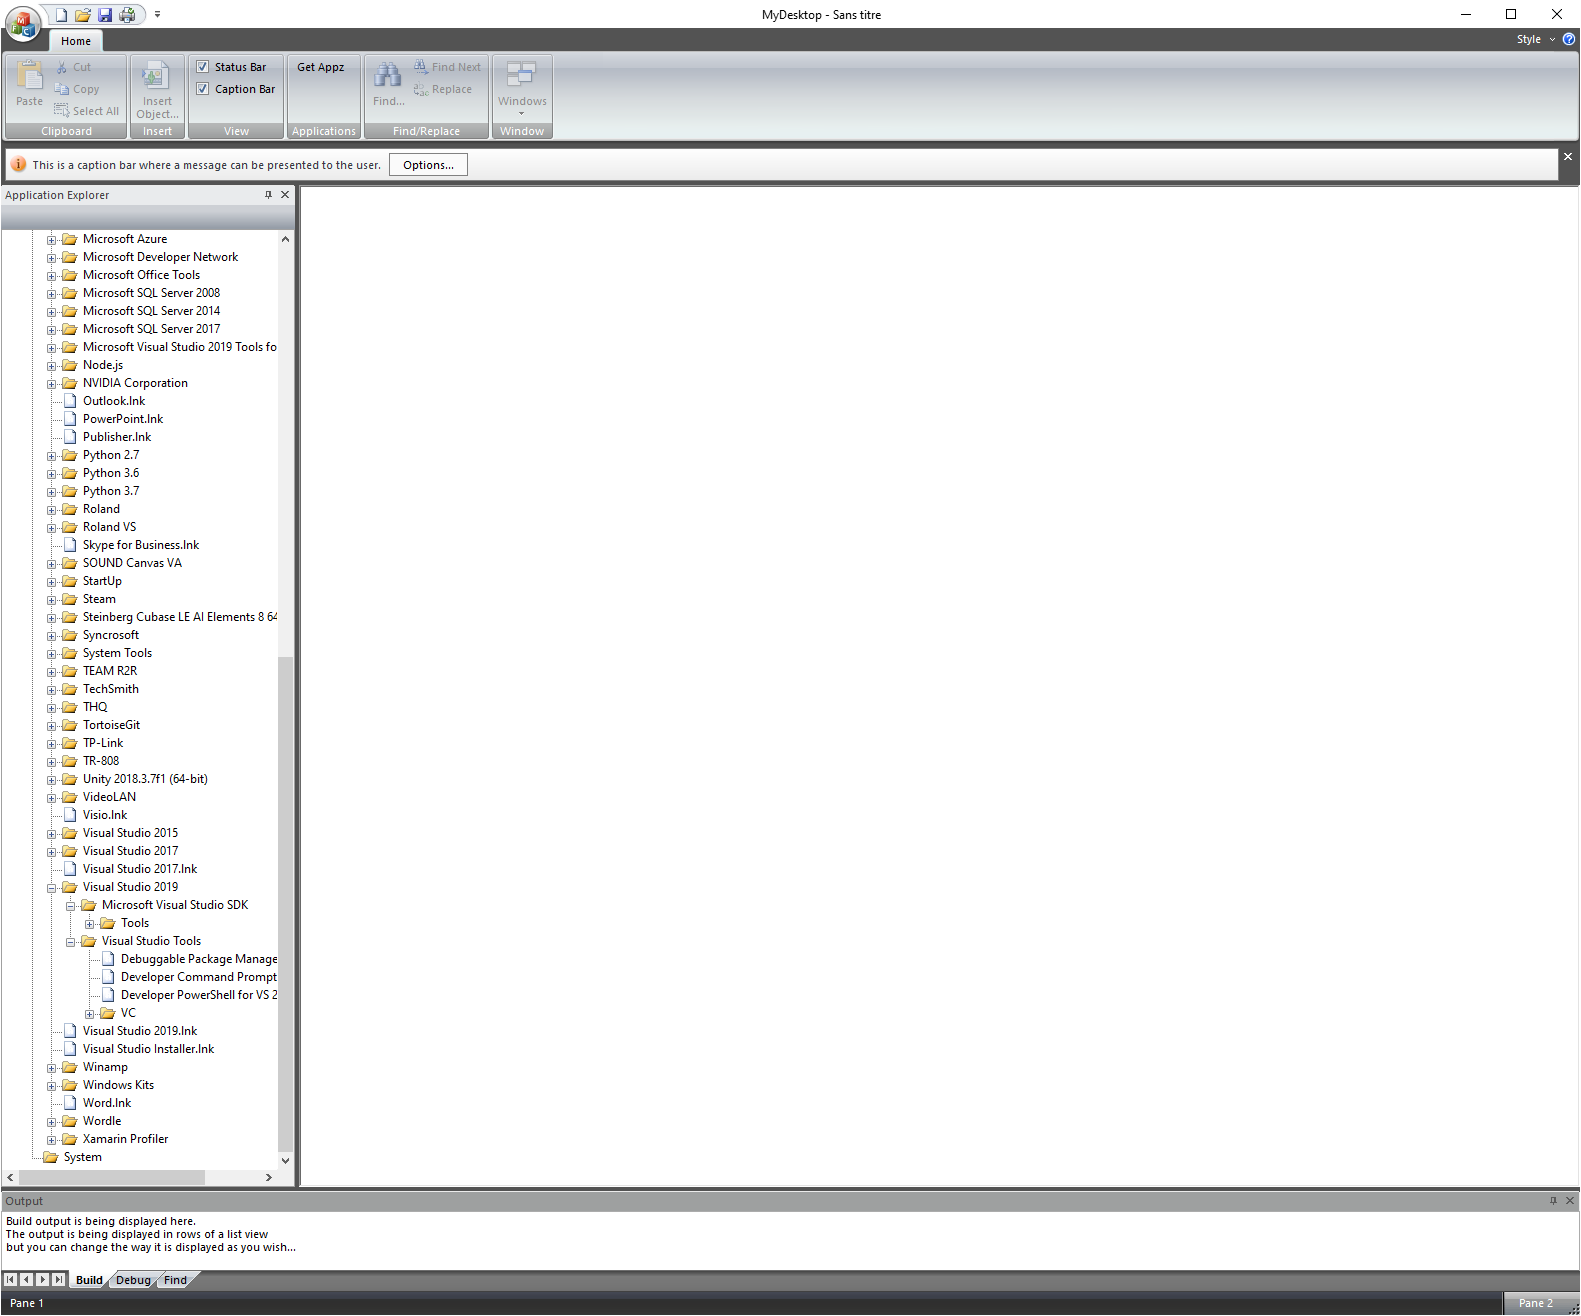 MyDesktop - Sans titre
Home
Style
Paste
Cut
Copy
Select All
Clipboard
Insert
Object...
Insert
Status Bar
Caption Bar
View
Get Appz
Applications
Find...
Find Next
Replace
Find/Replace
Windows
Window
This is a caption bar where a message can be presented to the user.
Options...
Application Explorer
Microsoft Azure
Microsoft Developer Network
Microsoft Office Tools
Microsoft SQL Server 2008
Microsoft SQL Server 2014
Microsoft SQL Server 2017
Microsoft Visual Studio 2019 Tools fo
Node.js
NVIDIA Corporation
Outlook.lnk
PowerPoint.lnk
Publisher.lnk
Python 2.7
Python 3.6
Python 3.7
Roland
Roland VS
Skype for Business.lnk
SOUND Canvas VA
StartUp
Steam
Steinberg Cubase LE AI Elements 8 64
Syncrosoft
System Tools
TEAM R2R
TechSmith
THQ
TortoiseGit
TP-Link
TR-808
Unity 2018.3.7f1 (64-bit)
VideoLAN
Visio.lnk
Visual Studio 2015
Visual Studio 2017
Visual Studio 2017.lnk
Visual Studio 2019
Microsoft Visual Studio SDK
Tools
Visual Studio Tools
Debuggable Package Manage
Developer Command Prompt
Developer PowerShell for VS 2
VC
Visual Studio 2019.lnk
Visual Studio Installer.lnk
Winamp
Windows Kits
Word.lnk
Wordle
Xamarin Profiler
System
Output
Build output is being displayed here.
The output is being displayed in rows of a list view
but you can change the way it is displayed as you wish...
Build
Debug
Find
Pane 1
Pane 2